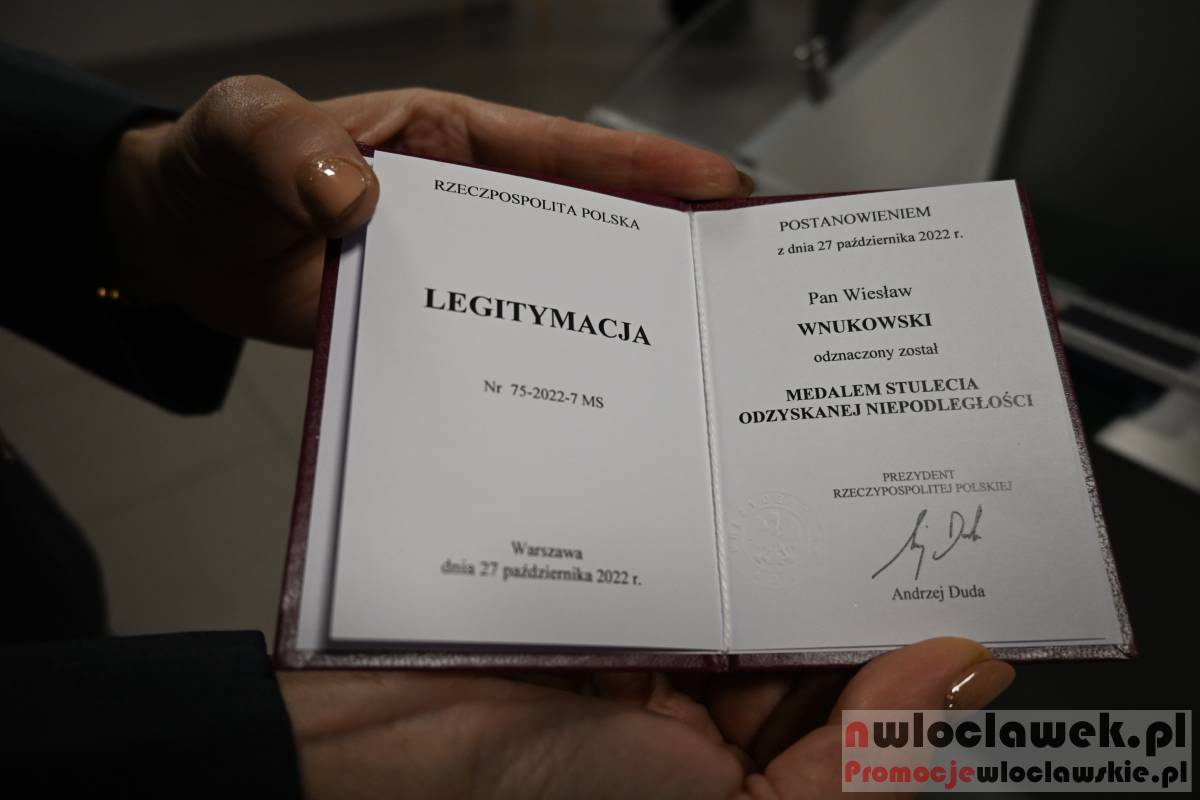 RZECZPOSPOLITA POLSKA
LEGITYMACJA
Nr 75-2022-7 MS
Warszawa
dnia 27 października 2022 r.
POSTANOWIENIEM
z dnia 27 października 2022 r.
Pan Wiesław
WNUKOWSKI
odznaczony został
MEDALEM STULECIA
ODZYSKANEJ NIEPODLEGŁOŚCI
PREZYDENT
RZECZYPOSPOLITEJ POLSKIEJ
Andrzej Duda
nwloclawek.pl
Promocjewloclawskie.pl